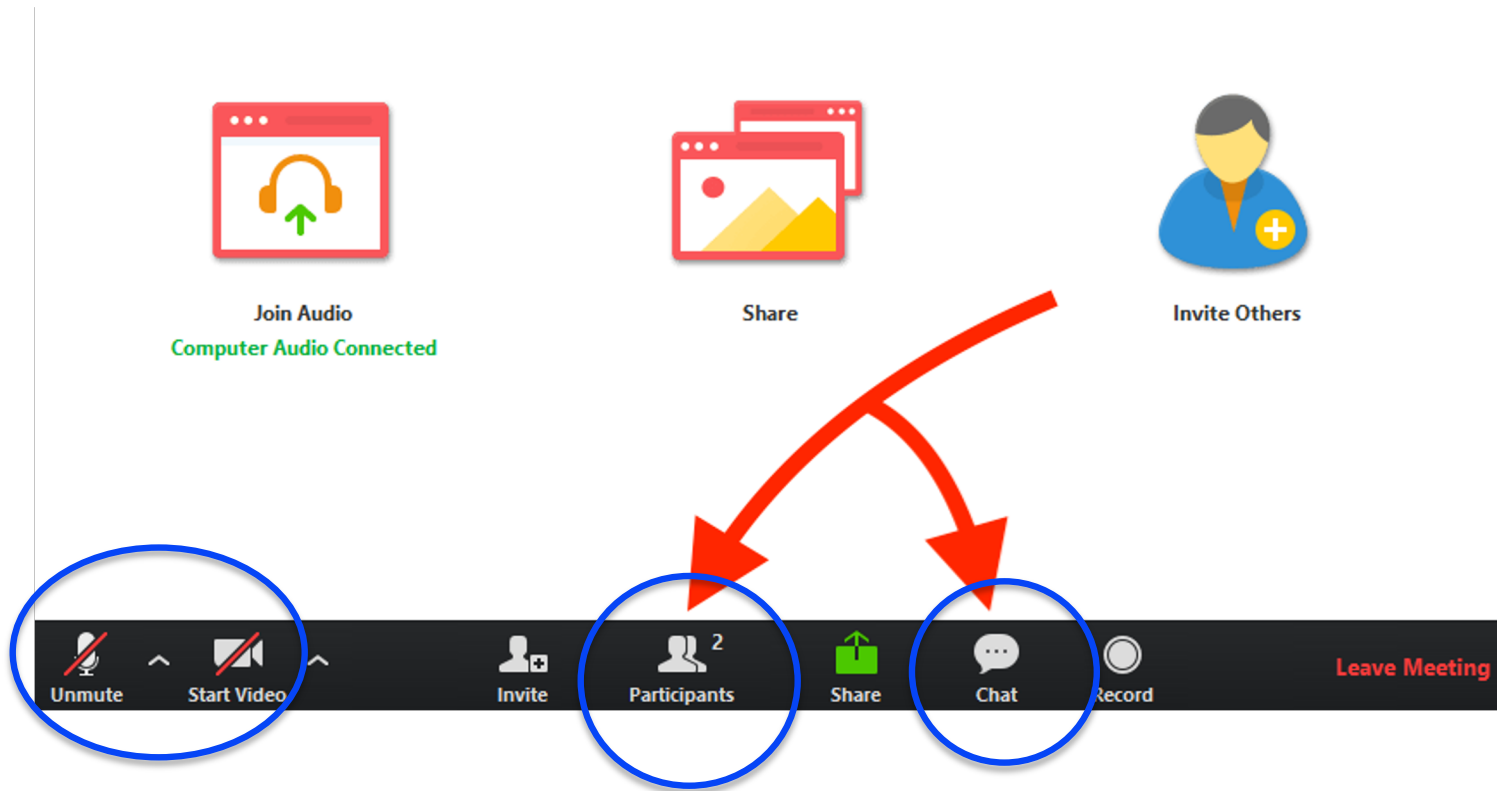 Join Audio
Computer Audio Connected
Share
Invite Others
Unmute
Start Video
Invite
Participants
2
Share
Chat
Record
Leave Meeting